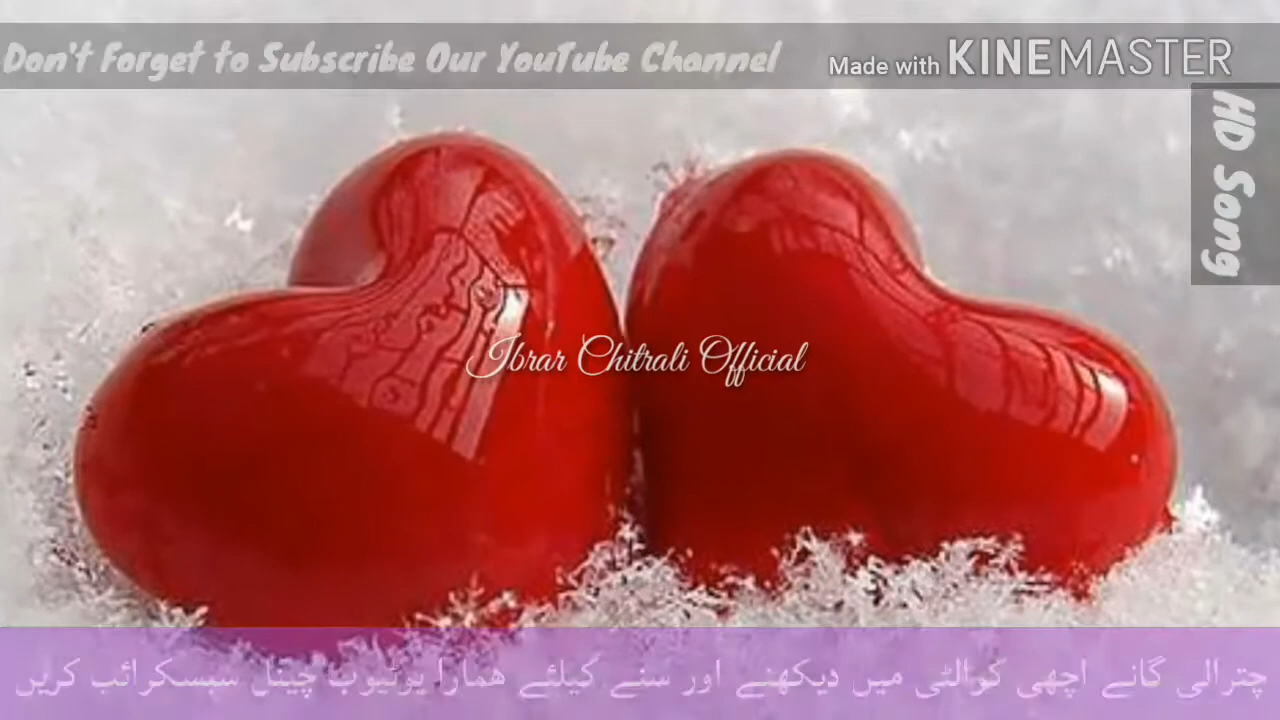 Don't Forget to Subscribe Our YouTube Channel
Made with KINEMASTER
HD Song
Ibrar Chitrali Official
چترالی گانے اچھی کوالٹی میں دیکھنے اور سنے کیلئے ھمارا یوٹیوب چینل سبسکرائب کریں